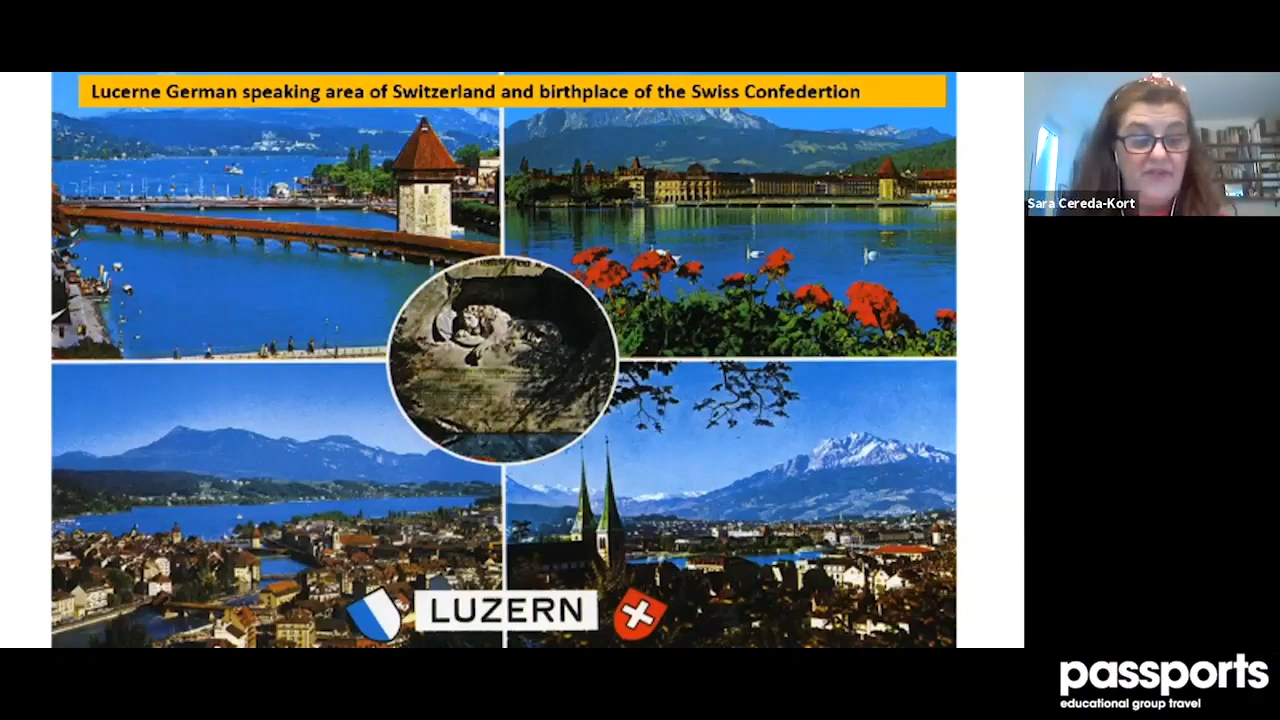 Lucerne German speaking area of Switzerland and birthplace of the Swiss Confedertion
Sara Cereda-Kort
LUZERN
passports
educational group travel